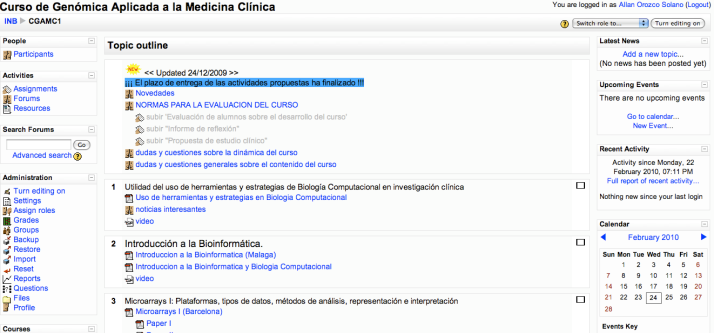 Curso de Genómica Aplicada a la Medicina Clínica
You are logged in as Allan Orozco Solano (Logout)
INB ▶ CGAMC1
Switch role to...
Turn editing on
People
Participants
Activities
Assignments
Forums
Resources
Search Forums
Go
Advanced search
Administration
Turn editing on
Settings
Assign roles
Grades
Groups
Backup
Restore
Import
Reset
Reports
Questions
Files
Profile
Courses
Topic outline
NEW
<< Updated 24/12/2009 >>
¡¡¡ El plazo de entrega de las actividades propuestas ha finalizado !!!
Novedades
NORMAS PARA LA EVALUACION DEL CURSO
subir 'Evaluación de alumnos sobre el desarrollo del curso'
subir "Informe de reflexión"
subir "Propuesta de estudio clínico"
dudas y cuestiones sobre la dinámica del curso
dudas y cuestiones generales sobre el contenido del curso
1 Utilidad del uso de herramientas y estrategias de Biología Computacional en investigación clínica
Uso de herramientas y estrategias en Biología Computacional
noticias interesantes
video
2 Introducción a la Bioinformática.
Introduccion a la Bioinformatica (Malaga)
Introduccion a la Bioinformatica y Biologia Computacional
video
3 Microarrays I: Plataformas, tipos de datos, métodos de análisis, representación e interpretación
Microarrays I (Barcelona)
Paper I
Latest News
Add a new topic...
(No news has been posted yet)
Upcoming Events
There are no upcoming events
Go to calendar...
New Event...
Recent Activity
Activity since Monday, 22
February 2010, 07:11 PM
Full report of recent activity...
Nothing new since your last login
Calendar
◀ February 2010 ▶
Sun Mon Tue Wed Thu Fri Sat
1 2 3 4 5 6
7 8 9 10 11 12 13
14 15 16 17 18 19 20
21 22 23 24 25 26 27
28
Events Key